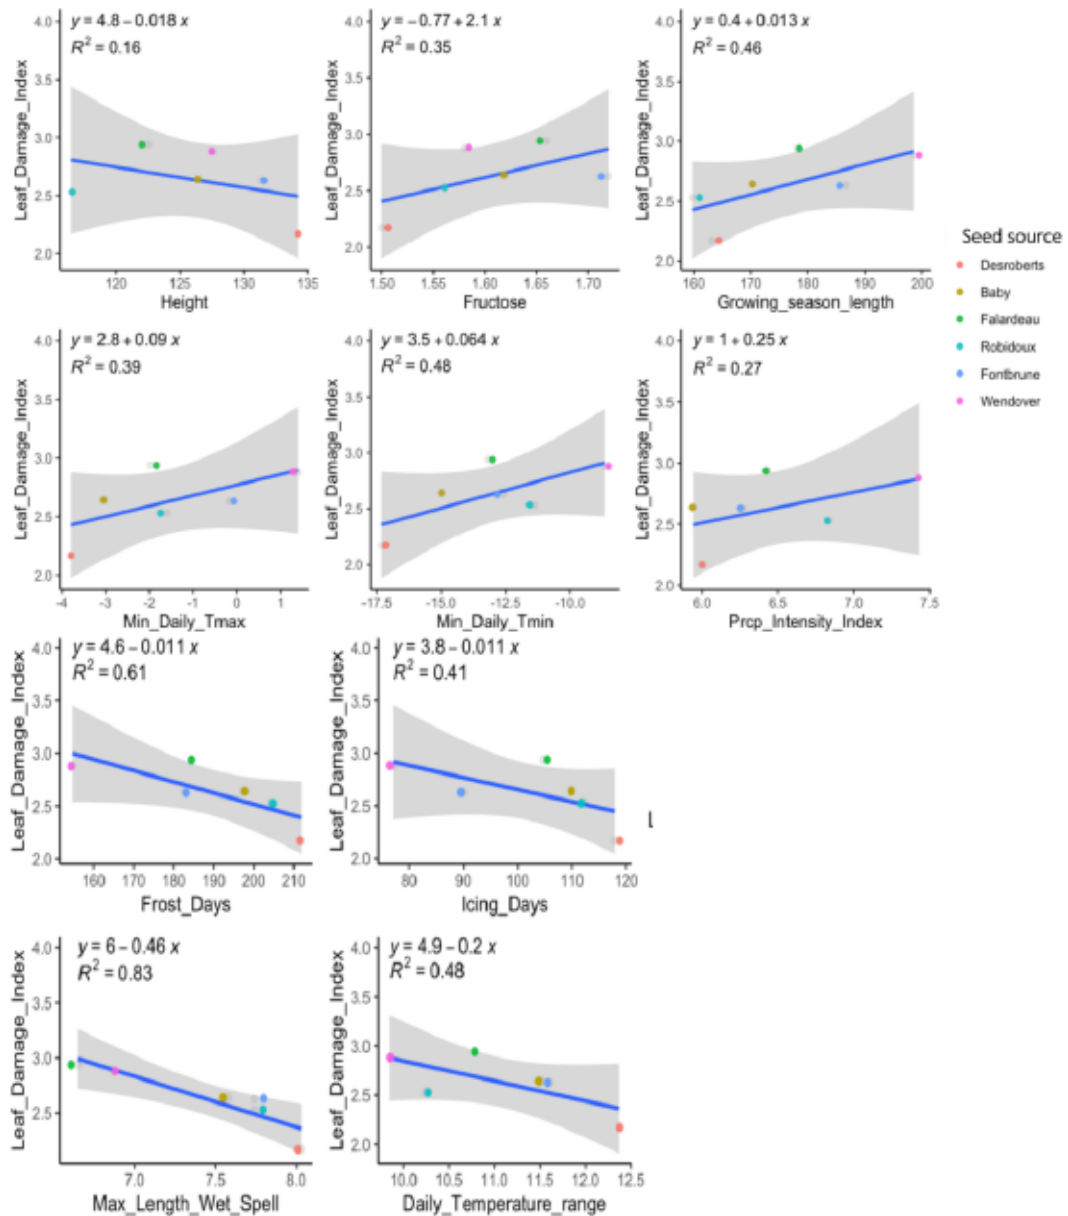 y = 4.8 – 0.018 x
R² = 0.16
4.0
3.5
3.0
2.5
2.0
Leaf_Damage_Index
120 125 130 135
Height
y = – 0.77 + 2.1 x
R² = 0.35
4.0
3.5
3.0
2.5
2.0
Leaf_Damage_Index
1.50 1.55 1.60 1.65 1.70
Fructose
y = 0.4 + 0.013 x
R² = 0.46
4.0
3.5
3.0
2.5
2.0
Leaf_Damage_Index
160 170 180 190 200
Growing_season_length
Seed source
Desroberts
Baby
Falardeau
Robidoux
Fontbrune
Wendover
y = 2.8 + 0.09 x
R² = 0.39
4.0
3.5
3.0
2.5
2.0
Leaf_Damage_Index
−4 −3 −2 −1 0 1
Min_Daily_Tmax
y = 3.5 + 0.064 x
R² = 0.48
4.0
3.5
3.0
2.5
2.0
Leaf_Damage_Index
−17.5 −15.0 −12.5 −10.0
Min_Daily_Tmin
y = 1 + 0.25 x
R² = 0.27
4.0
3.5
3.0
2.5
2.0
Leaf_Damage_Index
6.0 6.5 7.0 7.5
Prcp_Intensity_Index
y = 4.6 – 0.011 x
R² = 0.61
4.0
3.5
3.0
2.5
2.0
Leaf_Damage_Index
160 170 180 190 200 210
Frost_Days
y = 3.8 – 0.011 x
R² = 0.41
4.0
3.5
3.0
2.5
2.0
Leaf_Damage_Index
80 90 100 110 120
Icing_Days
y = 6 – 0.46 x
R² = 0.83
4.0
3.5
3.0
2.5
Leaf_Damage_Index
7.0 7.5 8.0
Max_Length_Wet_Spell
y = 4.9 – 0.2 x
R² = 0.48
4.0
3.5
3.0
2.5
2.0
Leaf_Damage_Index
10.0 10.5 11.0 11.5 12.0 12.5
Daily_Temperature_range